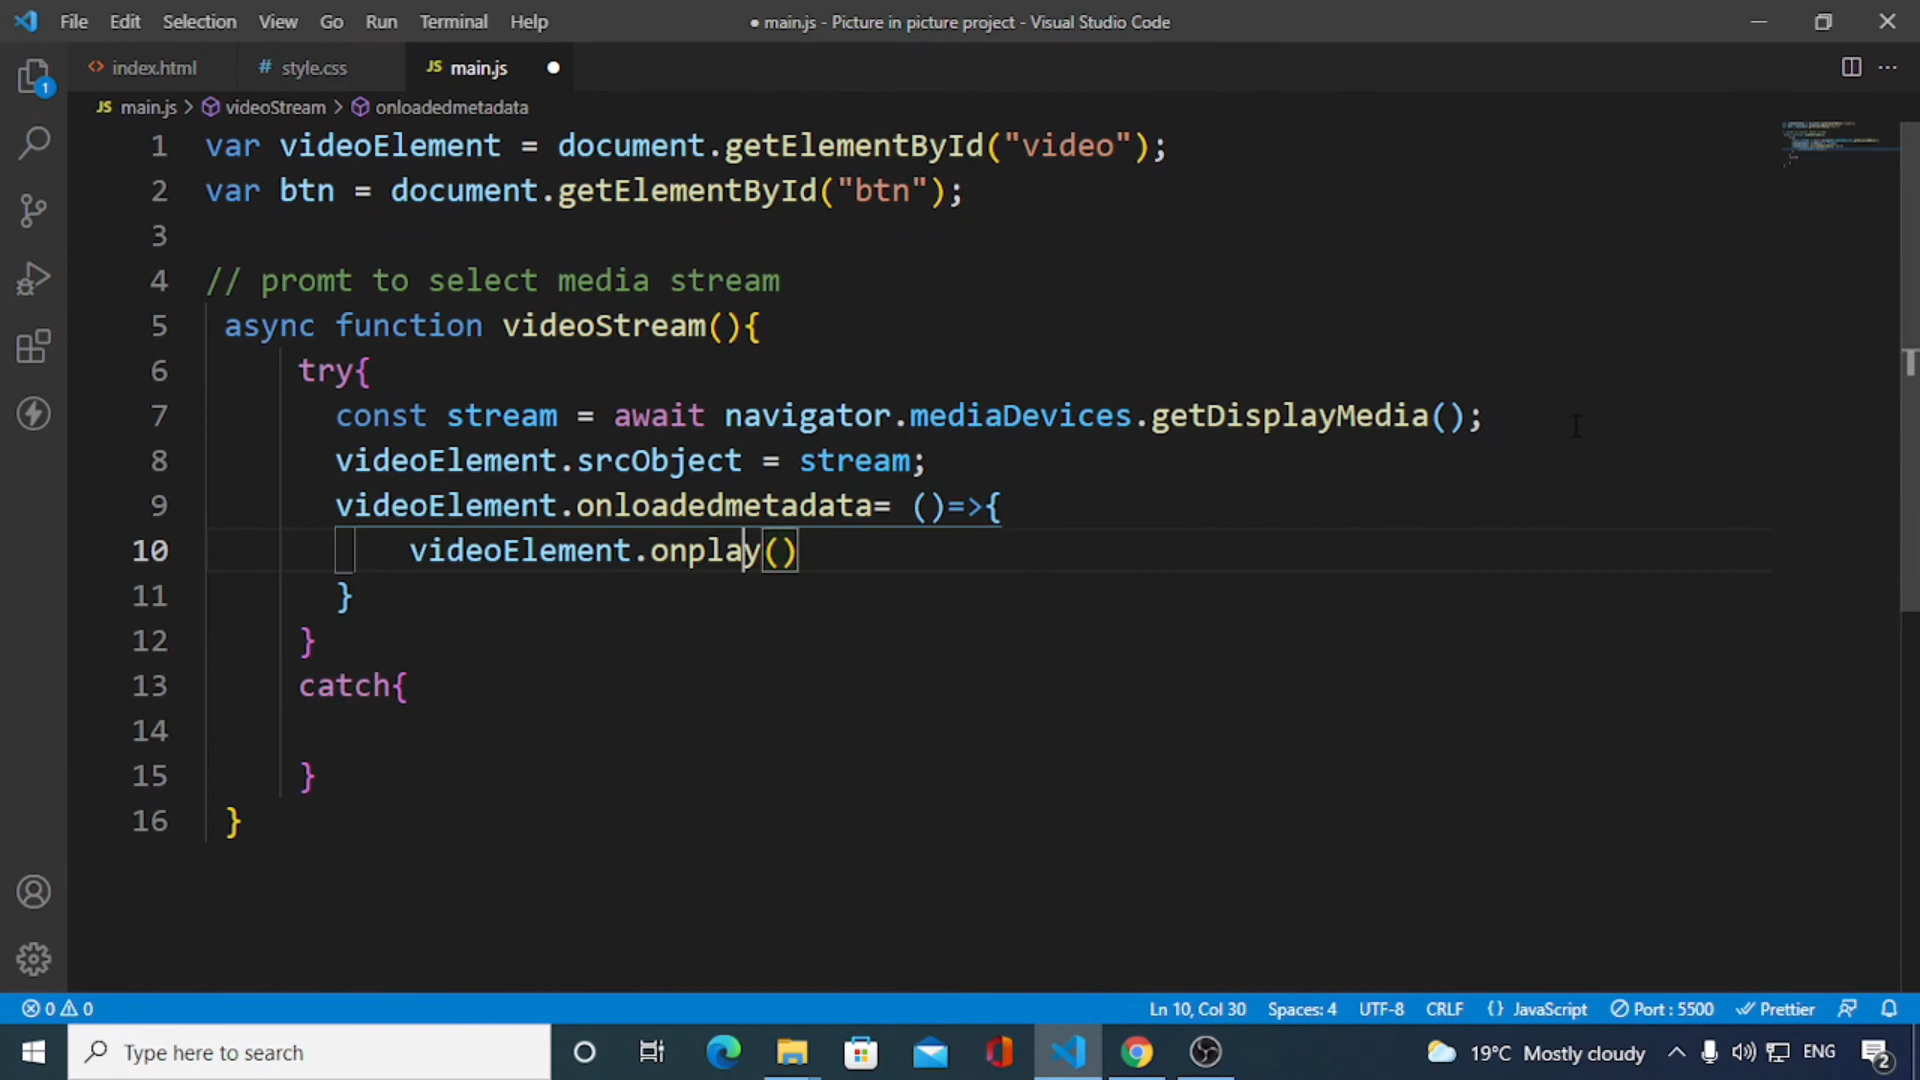 File Edit Selection View Go Run Terminal Help
● main.js - Picture in picture project - Visual Studio Code
index.html
# style.css
JS main.js ●
JS main.js > videoStream > onloadedmetadata
1 var videoElement = document.getElementById("video");
2 var btn = document.getElementById("btn");
3
4 // promt to select media stream
5 async function videoStream(){
6 try{
7 const stream = await navigator.mediaDevices.getDisplayMedia();
8 videoElement.srcObject = stream;
9 videoElement.onloadedmetadata= ()=>{
10 videoElement.onplay()
11 }
12 }
13 catch{
14
15 }
16 }
1
0 0
Ln 10, Col 30 Spaces: 4 UTF-8 CRLF {} JavaScript Port : 5500 Prettier
Type here to search
19°C Mostly cloudy ENG 2